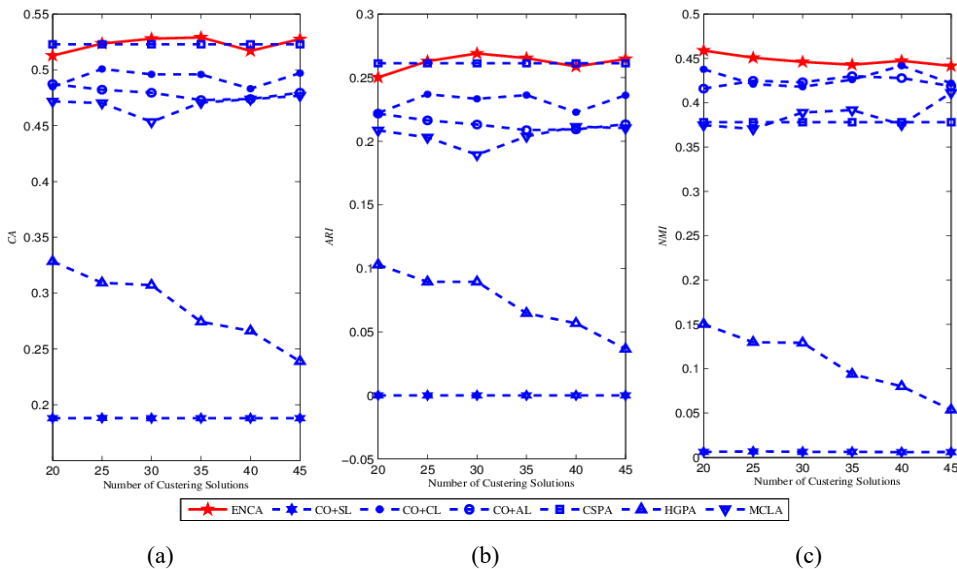 0.55
0.5
0.45
0.4
0.35
0.3
0.25
0.2
CA
20 25 30 35 40 45
Number of Custering Solutions
0.3
0.25
0.2
0.15
0.1
0.05
0
−0.05
ARI
20 25 30 35 40 45
Number of Custering Solutions
0.5
0.45
0.4
0.35
0.3
0.25
0.2
0.15
0.1
0.05
0
NMI
20 25 30 35 40 45
Number of Custering Solutions
ENCA CO+SL CO+CL CO+AL CSPA HGPA MCLA
(a) (b) (c)